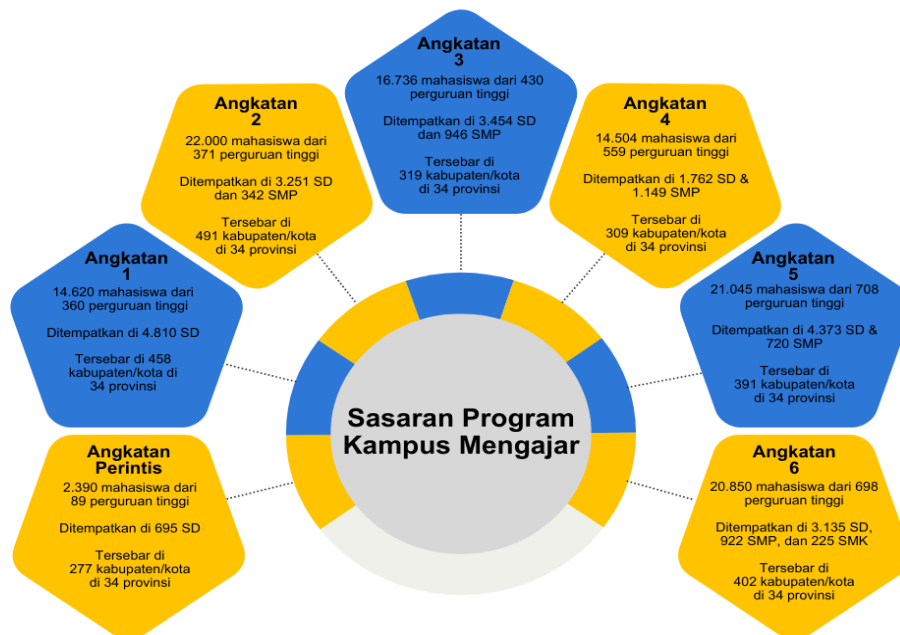 Angkatan
3
16.736 mahasiswa dari 430
perguruan tinggi
Ditempatkan di 3.454 SD
dan 946 SMP
Tersebar di
319 kabupaten/kota
di 34 provinsi
Angkatan
2
22.000 mahasiswa dari
371 perguruan tinggi
Ditempatkan di 3.251 SD
dan 342 SMP
Tersebar di
491 kabupaten/kota
di 34 provinsi
Angkatan
4
14.504 mahasiswa dari
559 perguruan tinggi
Ditempatkan di 1.762 SD &
1.149 SMP
Tersebar di
309 kabupaten/kota
di 34 provinsi
Angkatan
1
14.620 mahasiswa dari
360 perguruan tinggi
Ditempatkan di 4.810 SD
Tersebar di 458
kabupaten/kota di
34 provinsi
Angkatan
5
21.045 mahasiswa dari 708
perguruan tinggi
Ditempatkan di 4.373 SD &
720 SMP
Tersebar di
391 kabupaten/kota
di 34 provinsi
Sasaran Program
Kampus Mengajar
Angkatan
Perintis
2.390 mahasiswa dari
89 perguruan tinggi
Ditempatkan di 695 SD
Tersebar di
277 kabupaten/kota
di 34 provinsi
Angkatan
6
20.850 mahasiswa dari 698
perguruan tinggi
Ditempatkan di 3.135 SD,
922 SMP, dan 225 SMK
Tersebar di
402 kabupaten/kota
di 34 provinsi